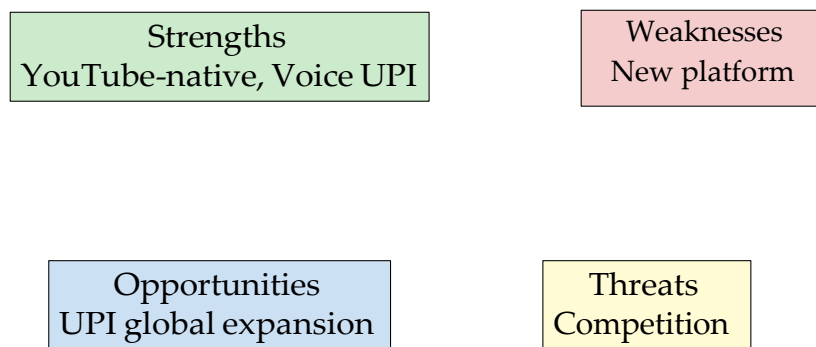 Strengths
YouTube-native, Voice UPI
Weaknesses
New platform
Opportunities
UPI global expansion
Threats
Competition